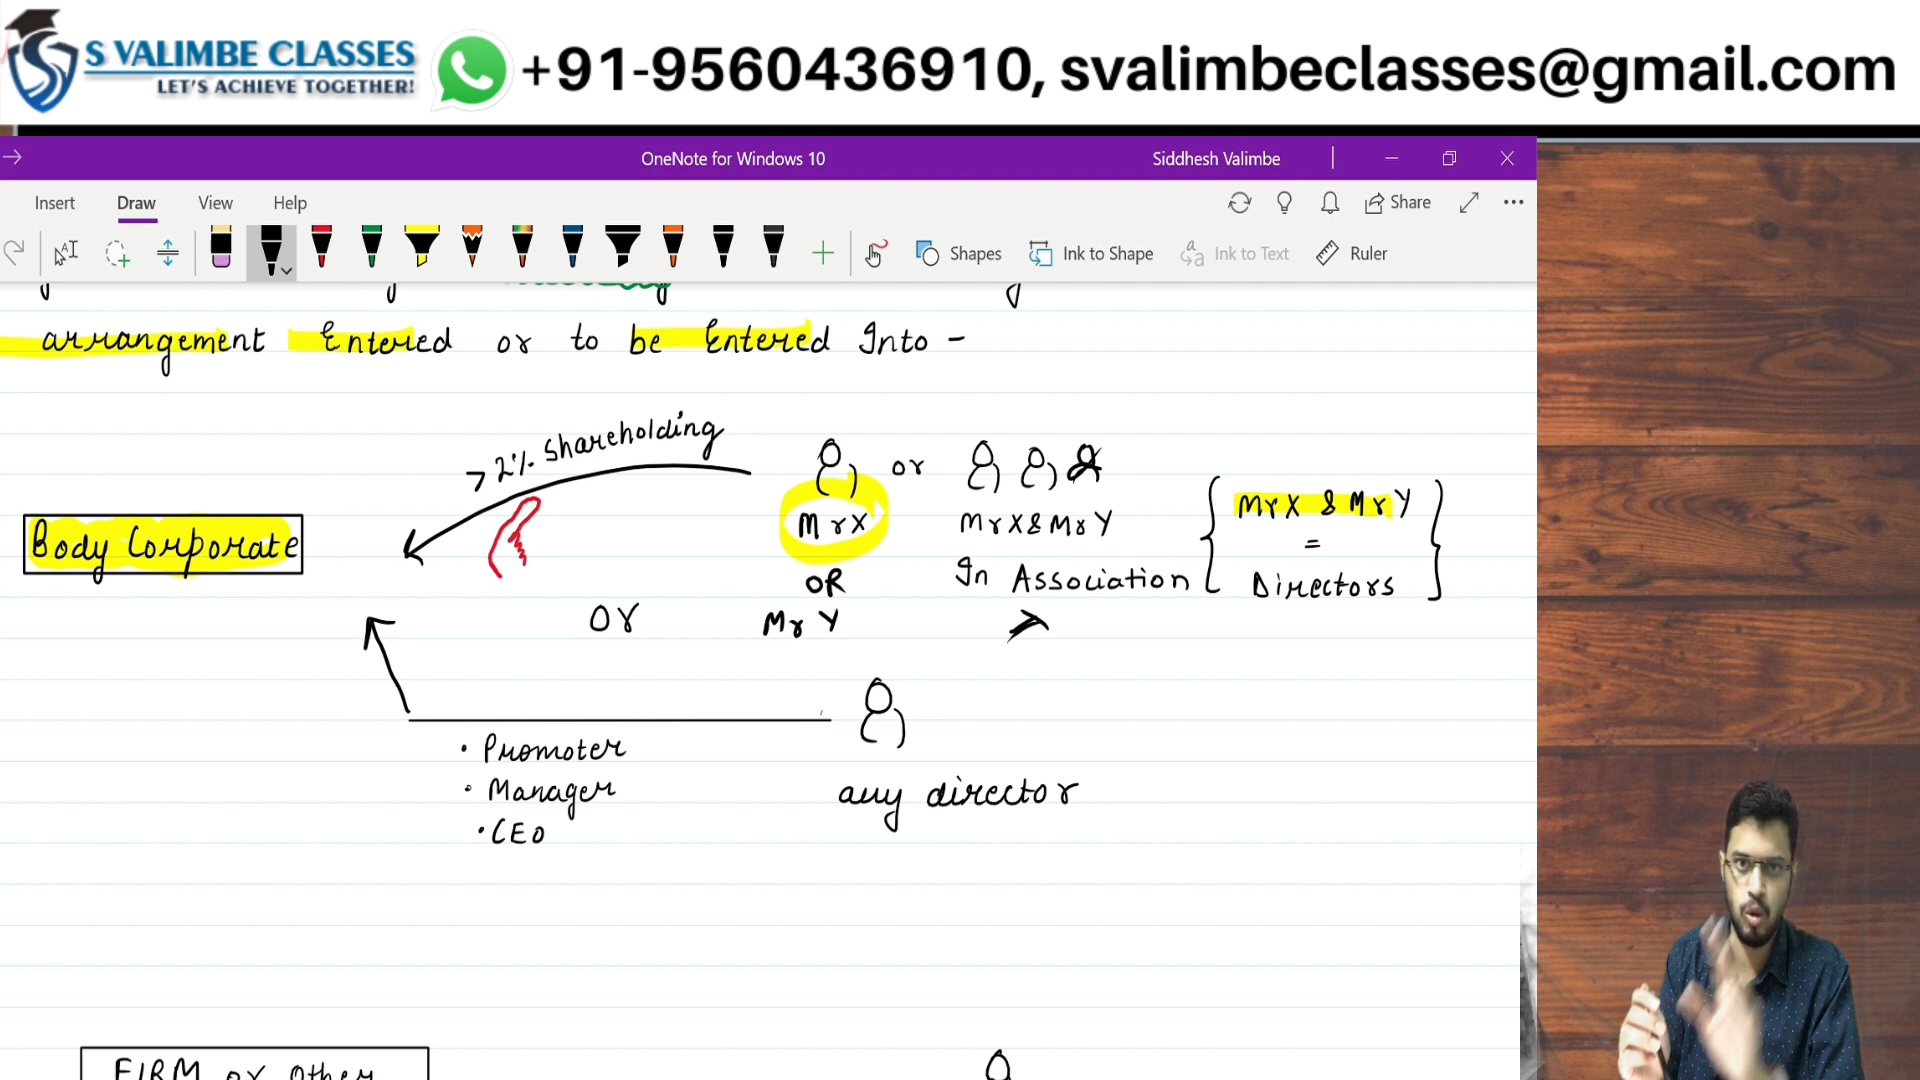 S VALIMBE CLASSES
LET'S ACHIEVE TOGETHER!
+91-9560436910, svalimbeclasses@gmail.com
OneNote for Windows 10
Siddhesh Valimbe
Insert Draw View Help
Share
Shapes Ink to Shape Ink to Text Ruler
arrangement Entered or to be Entered Into -
> 2% Shareholding
or
Mr X
Mr X & Mr Y
Mr X & Mr Y
=
Directors
Body Corporate
In Association
OR
Mr Y
or
• Promoter
• Manager
• CEO
any director
FIRM or Other